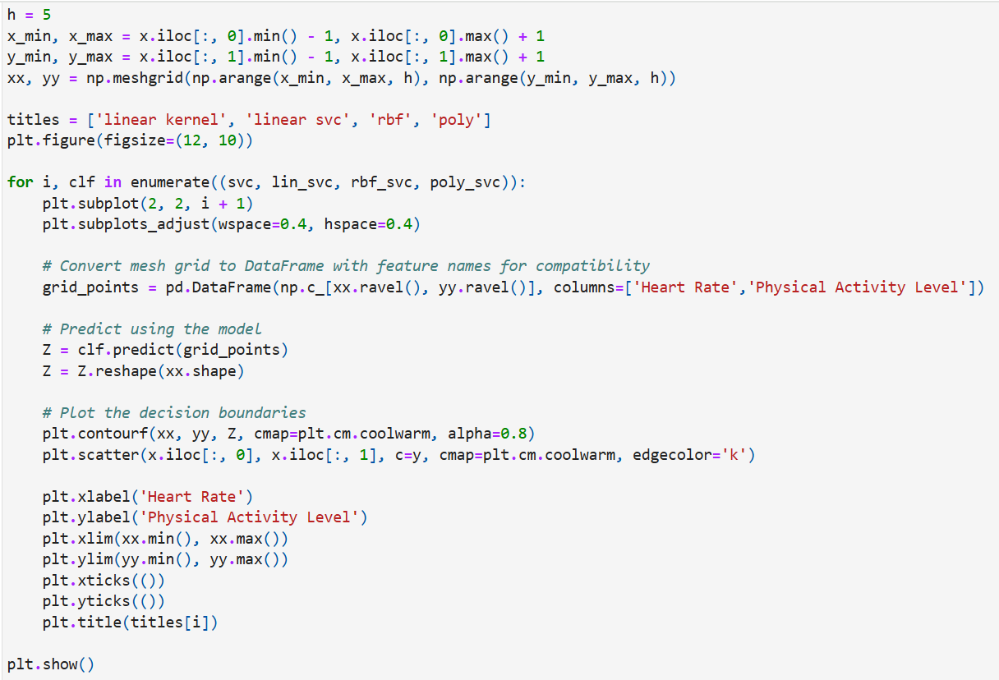 h = 5
x_min, x_max = x.iloc[:, 0].min() - 1, x.iloc[:, 0].max() + 1
y_min, y_max = x.iloc[:, 1].min() - 1, x.iloc[:, 1].max() + 1
xx, yy = np.meshgrid(np.arange(x_min, x_max, h), np.arange(y_min, y_max, h))

titles = ['linear kernel', 'linear svc', 'rbf', 'poly']
plt.figure(figsize=(12, 10))

for i, clf in enumerate((svc, lin_svc, rbf_svc, poly_svc)):
    plt.subplot(2, 2, i + 1)
    plt.subplots_adjust(wspace=0.4, hspace=0.4)

    # Convert mesh grid to DataFrame with feature names for compatibility
    grid_points = pd.DataFrame(np.c_[xx.ravel(), yy.ravel()], columns=['Heart Rate','Physical Activity Level'])

    # Predict using the model
    Z = clf.predict(grid_points)
    Z = Z.reshape(xx.shape)

    # Plot the decision boundaries
    plt.contourf(xx, yy, Z, cmap=plt.cm.coolwarm, alpha=0.8)
    plt.scatter(x.iloc[:, 0], x.iloc[:, 1], c=y, cmap=plt.cm.coolwarm, edgecolor='k')

    plt.xlabel('Heart Rate')
    plt.ylabel('Physical Activity Level')
    plt.xlim(xx.min(), xx.max())
    plt.ylim(yy.min(), yy.max())
    plt.xticks(())
    plt.yticks(())
    plt.title(titles[i])

plt.show()